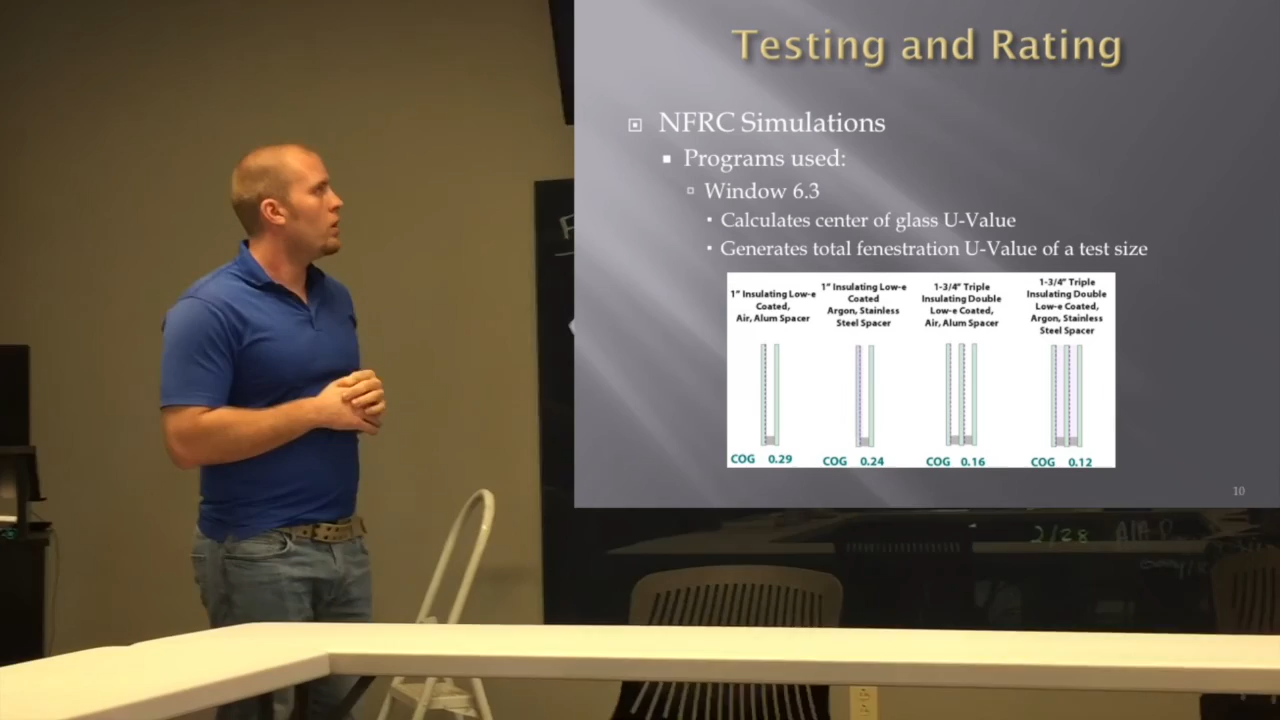 Testing and Rating
NFRC Simulations
Programs used:
Window 6.3
Calculates center of glass U-Value
Generates total fenestration U-Value of a test size
1" Insulating Low-e
Coated,
Air, Alum Spacer
1" Insulating Low-e
Coated
Argon, Stainless
Steel Spacer
1-3/4" Triple
Insulating Double
Low-e Coated,
Air, Alum Spacer
1-3/4" Triple
Insulating Double
Low-e Coated,
Argon, Stainless
Steel Spacer
COG 0.29
COG 0.24
COG 0.16
COG 0.12
10
2/28